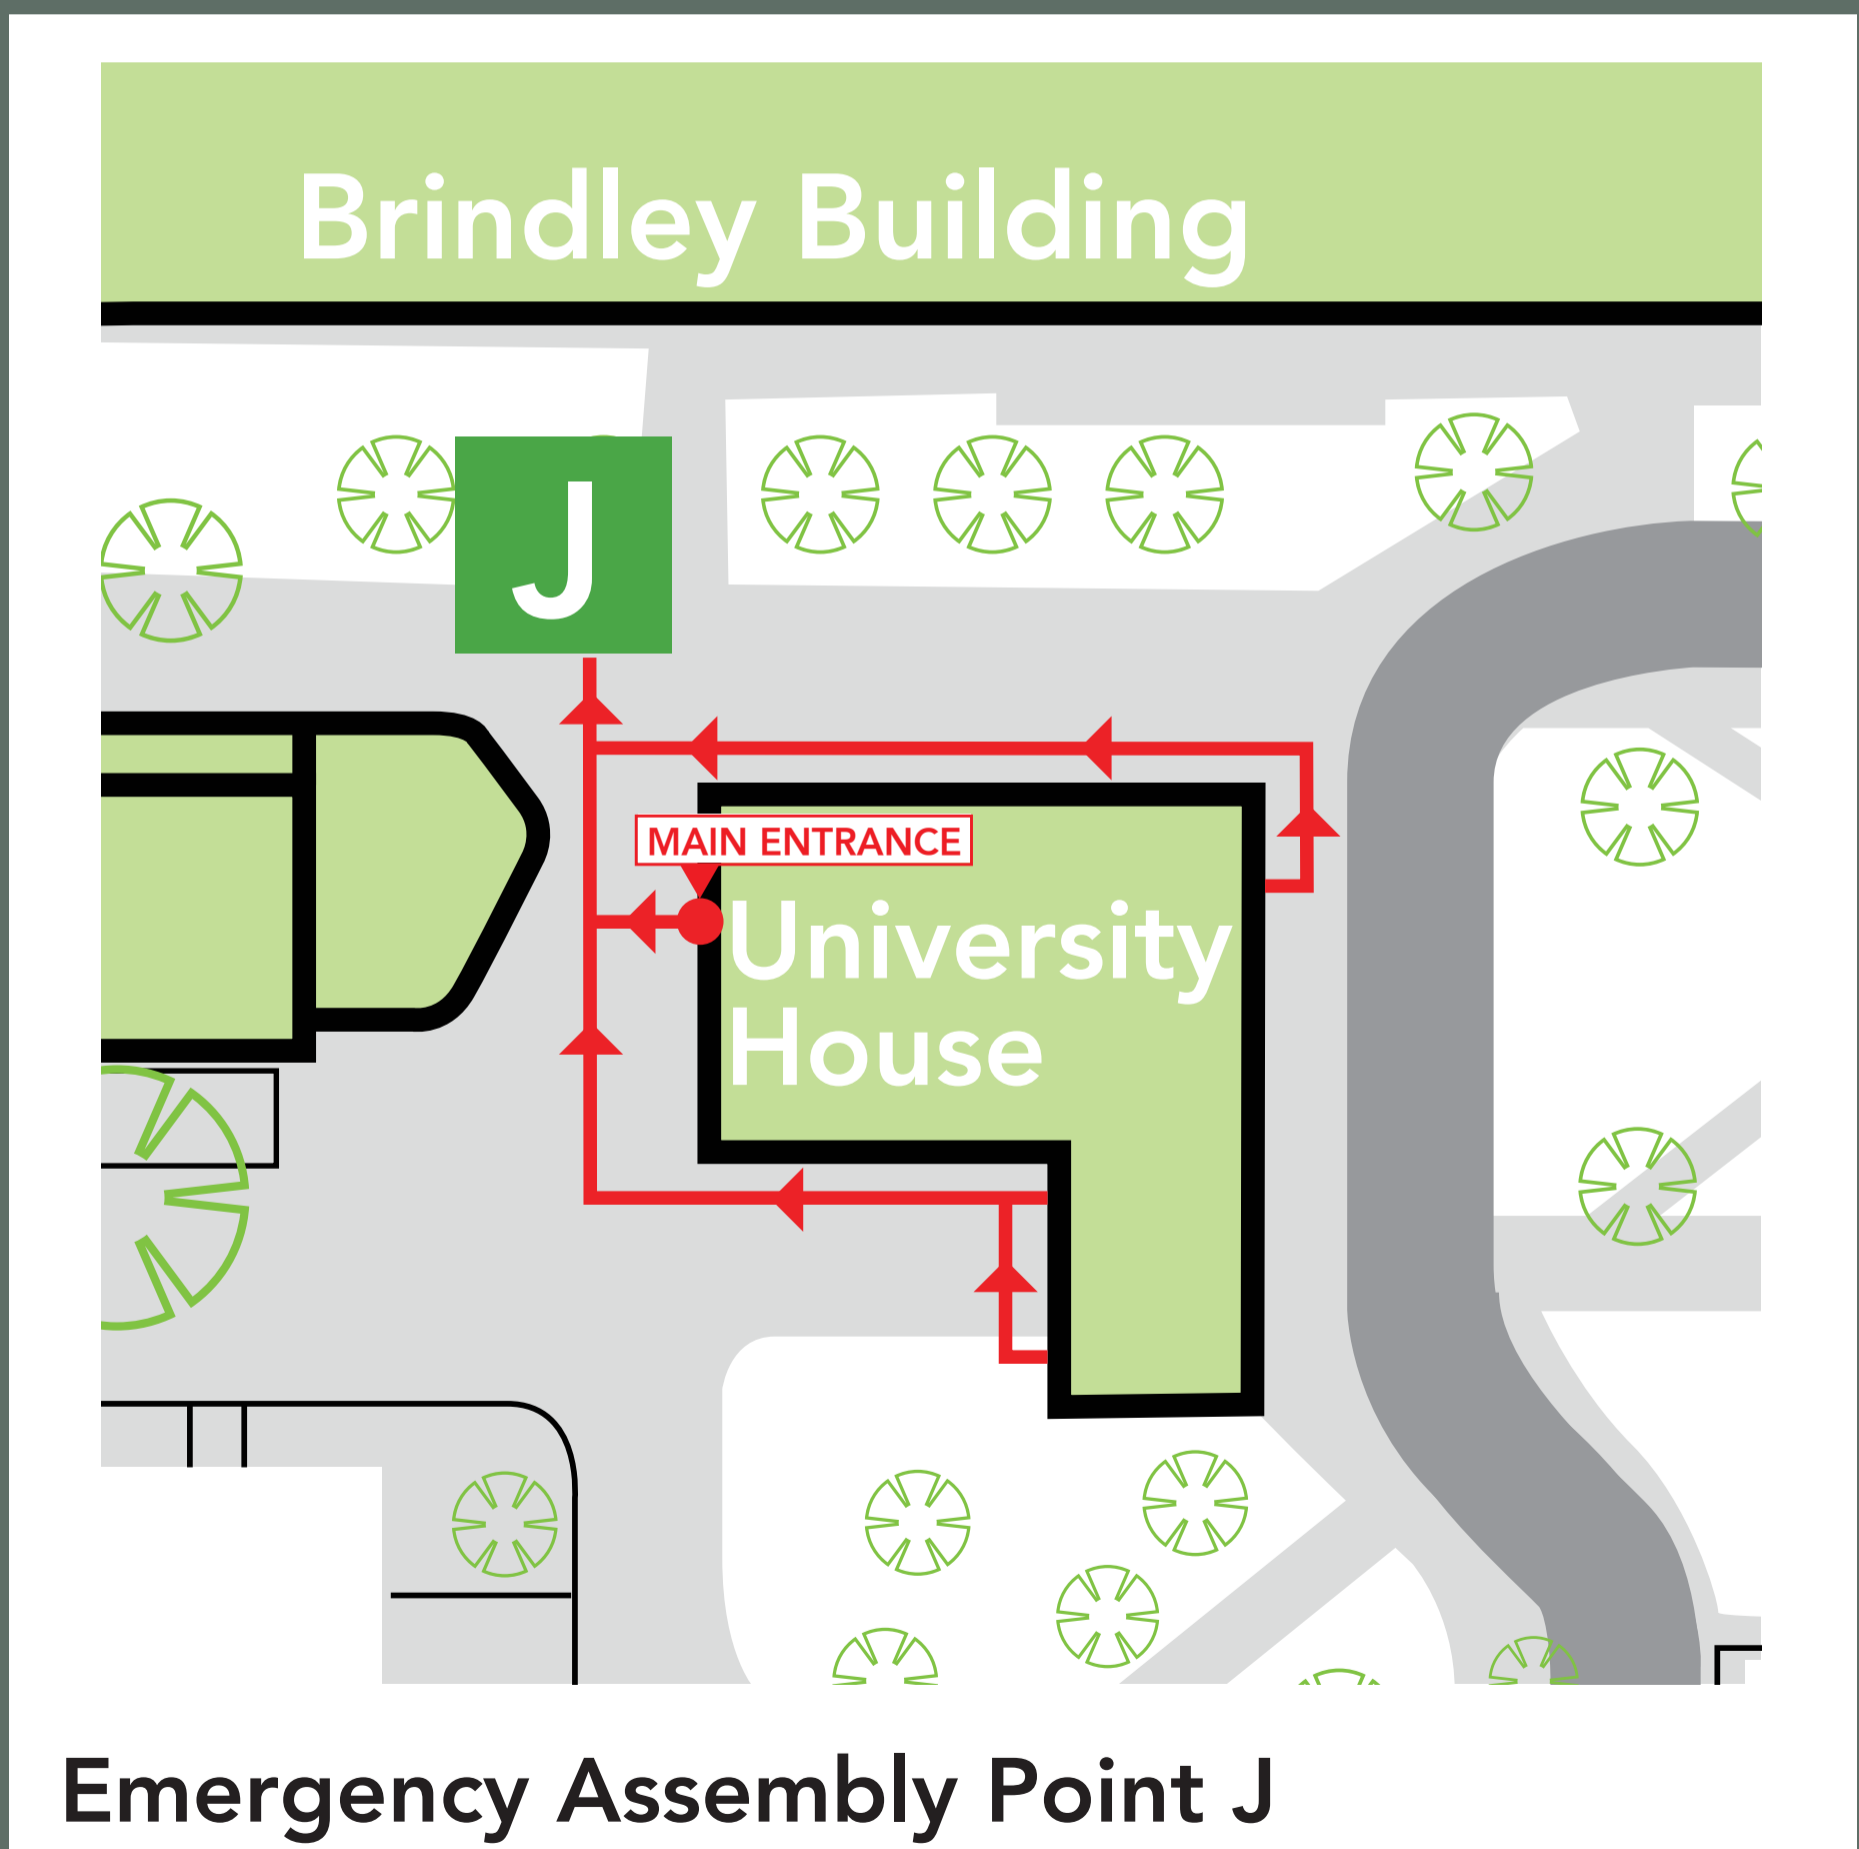 Brindley Building
J
MAIN ENTRANCE
University
House
Emergency Assembly Point J